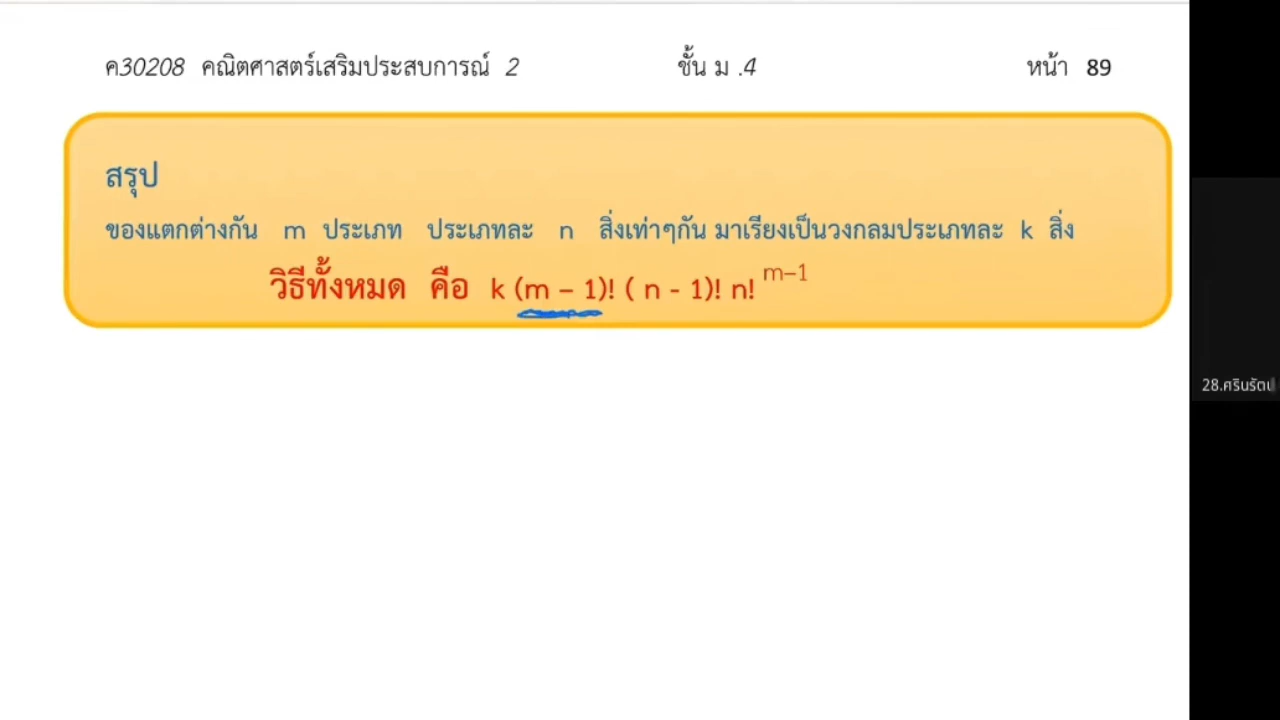 ค30208 คณิตศาสตร์เสริมประสบการณ์ 2 ชั้น ม .4 หน้า 89
สรุป
ของแตกต่างกัน m ประเภท ประเภทละ n สิ่งเท่าๆกัน มาเรียงเป็นวงกลมประเภทละ k สิ่ง
วิธีทั้งหมด คือ k (m – 1)! ( n - 1)! n! m–1
28.ศรินรัตน